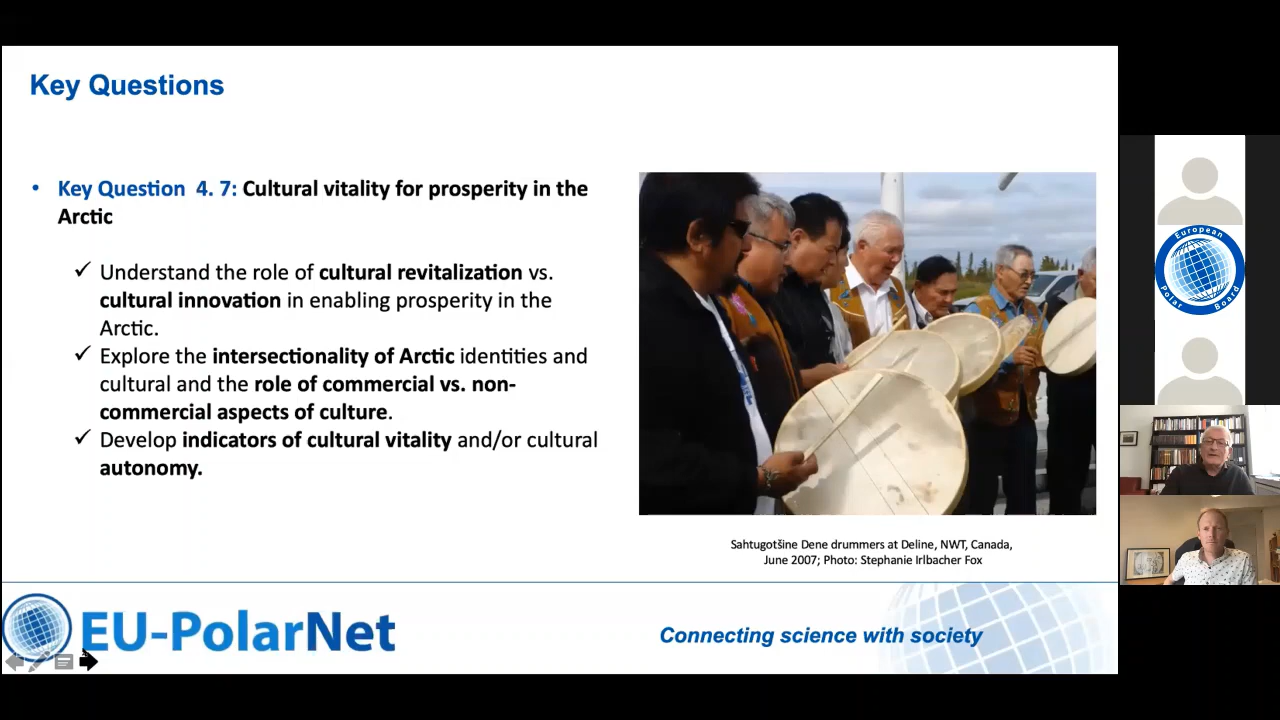 Key Questions
• Key Question 4. 7: Cultural vitality for prosperity in the
Arctic
✓ Understand the role of cultural revitalization vs.
cultural innovation in enabling prosperity in the
Arctic.
✓ Explore the intersectionality of Arctic identities and
cultural and the role of commercial vs. non-
commercial aspects of culture.
✓ Develop indicators of cultural vitality and/or cultural
autonomy.
Sahtugotšine Dene drummers at Deline, NWT, Canada,
June 2007; Photo: Stephanie Irlbacher Fox
EU-PolarNet
Connecting science with society
European
Polar Board